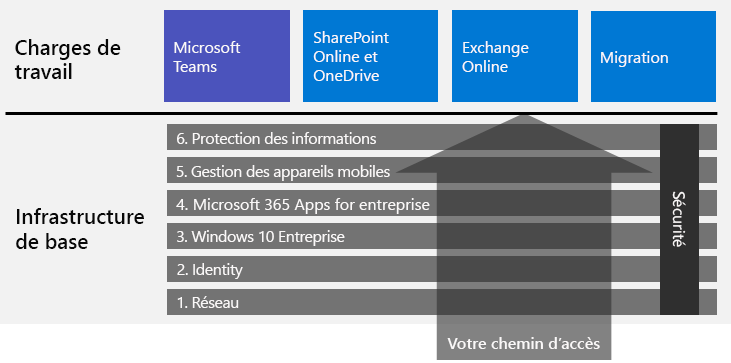 Charges de
travail
Microsoft
Teams
SharePoint
Online et
OneDrive
Exchange
Online
Migration
Infrastructure
de base
6. Protection des informations
5. Gestion des appareils mobiles
4. Microsoft 365 Apps for entreprise
3. Windows 10 Entreprise
2. Identity
1. Réseau
Sécurité
Votre chemin d’accès